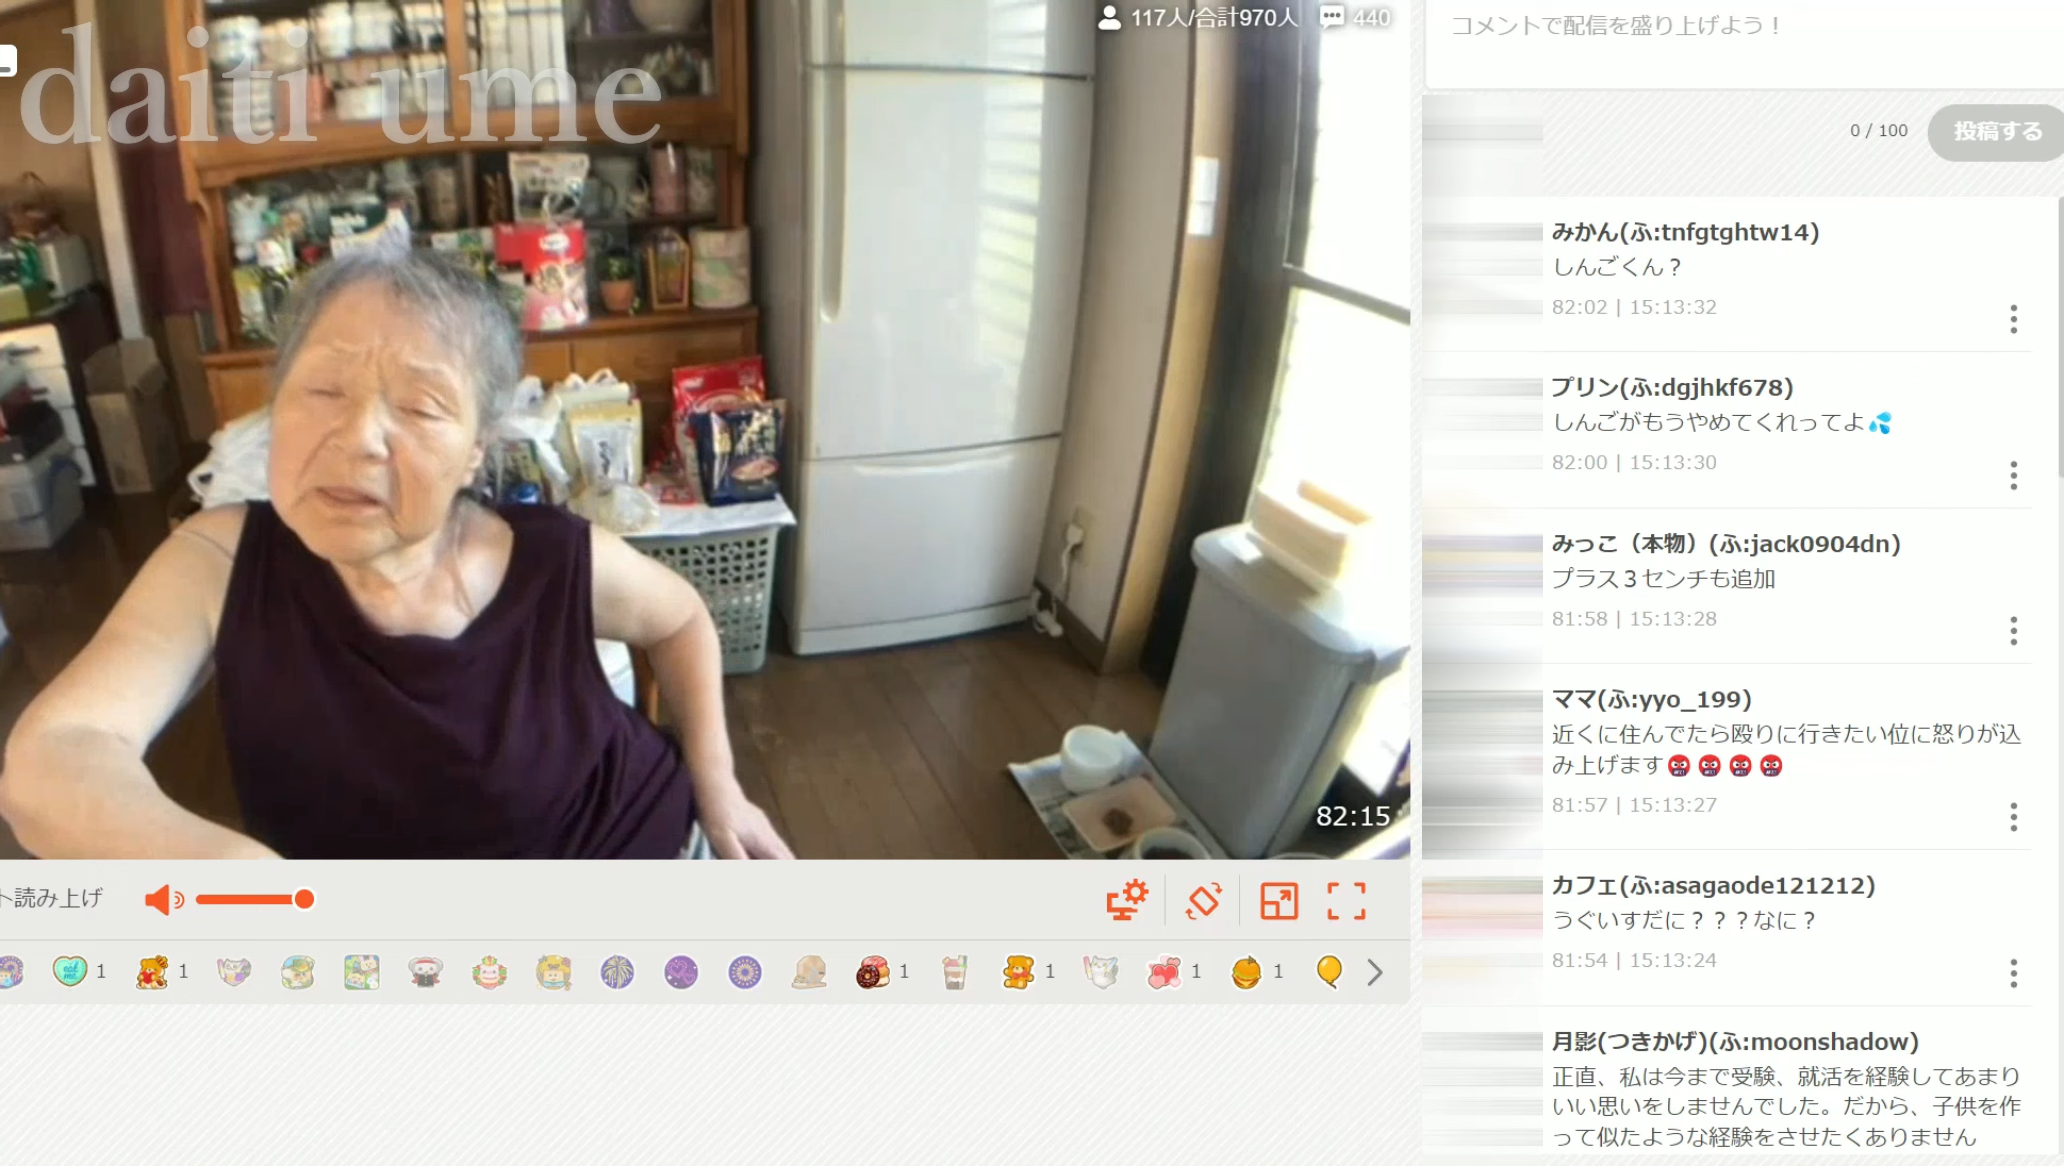 daiti ume
117人/合計970人 440
82:15
ト読み上げ
1 1 1 1 1 1
コメントで配信を盛り上げよう！
0 / 100 投稿する
みかん(ふ:tnfgtghtw14)
しんごくん？
82:02 | 15:13:32
プリン(ふ:dgjhkf678)
しんごがもうやめてくれってよ💦
82:00 | 15:13:30
みっこ（本物）(ふ:jack0904dn)
プラス３センチも追加
81:58 | 15:13:28
ママ(ふ:yyo_199)
近くに住んでたら殴りに行きたい位に怒りが込
み上げます
81:57 | 15:13:27
カフェ(ふ:asagaode121212)
うぐいすだに？？？なに？
81:54 | 15:13:24
月影(つきかげ)(ふ:moonshadow)
正直、私は今まで受験、就活を経験してあまり
いい思いをしませんでした。だから、子供を作
って似たような経験をさせたくありません